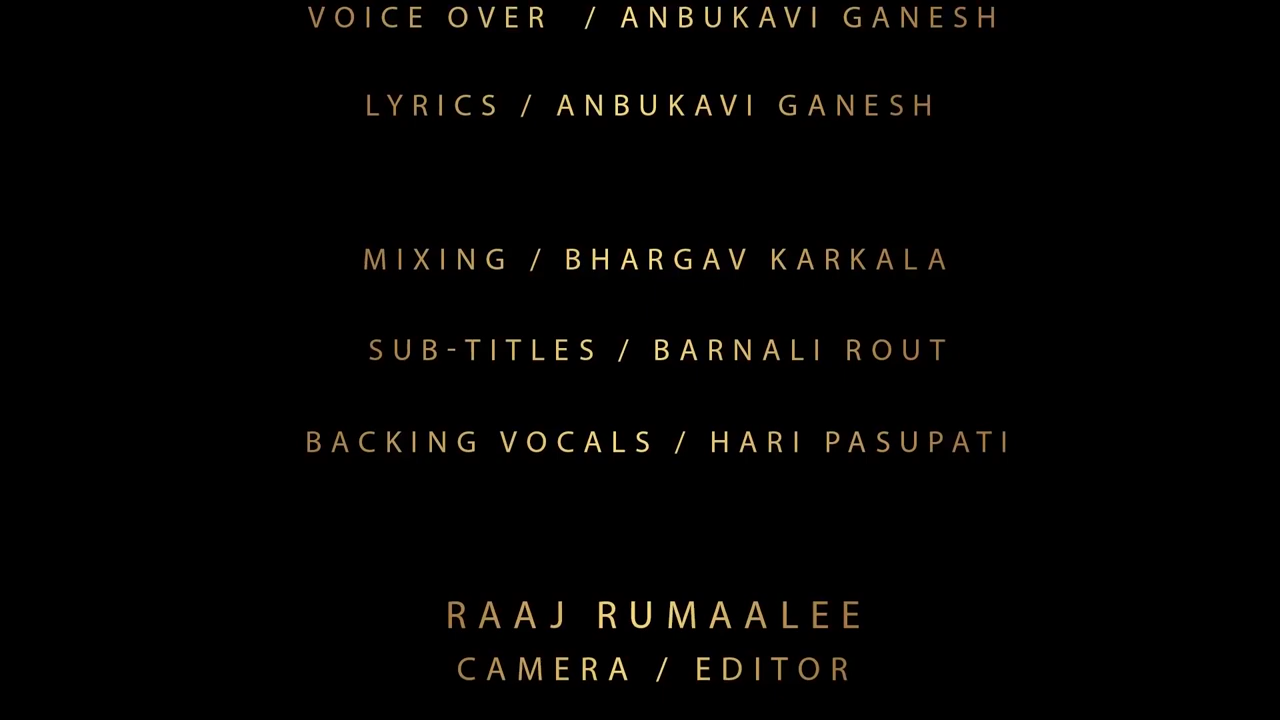 VOICE OVER / ANBUKAVI GANESH
LYRICS / ANBUKAVI GANESH
MIXING / BHARGAV KARKALA
SUB-TITLES / BARNALI ROUT
BACKING VOCALS / HARI PASUPATI
RAAJ RUMAALEE
CAMERA / EDITOR